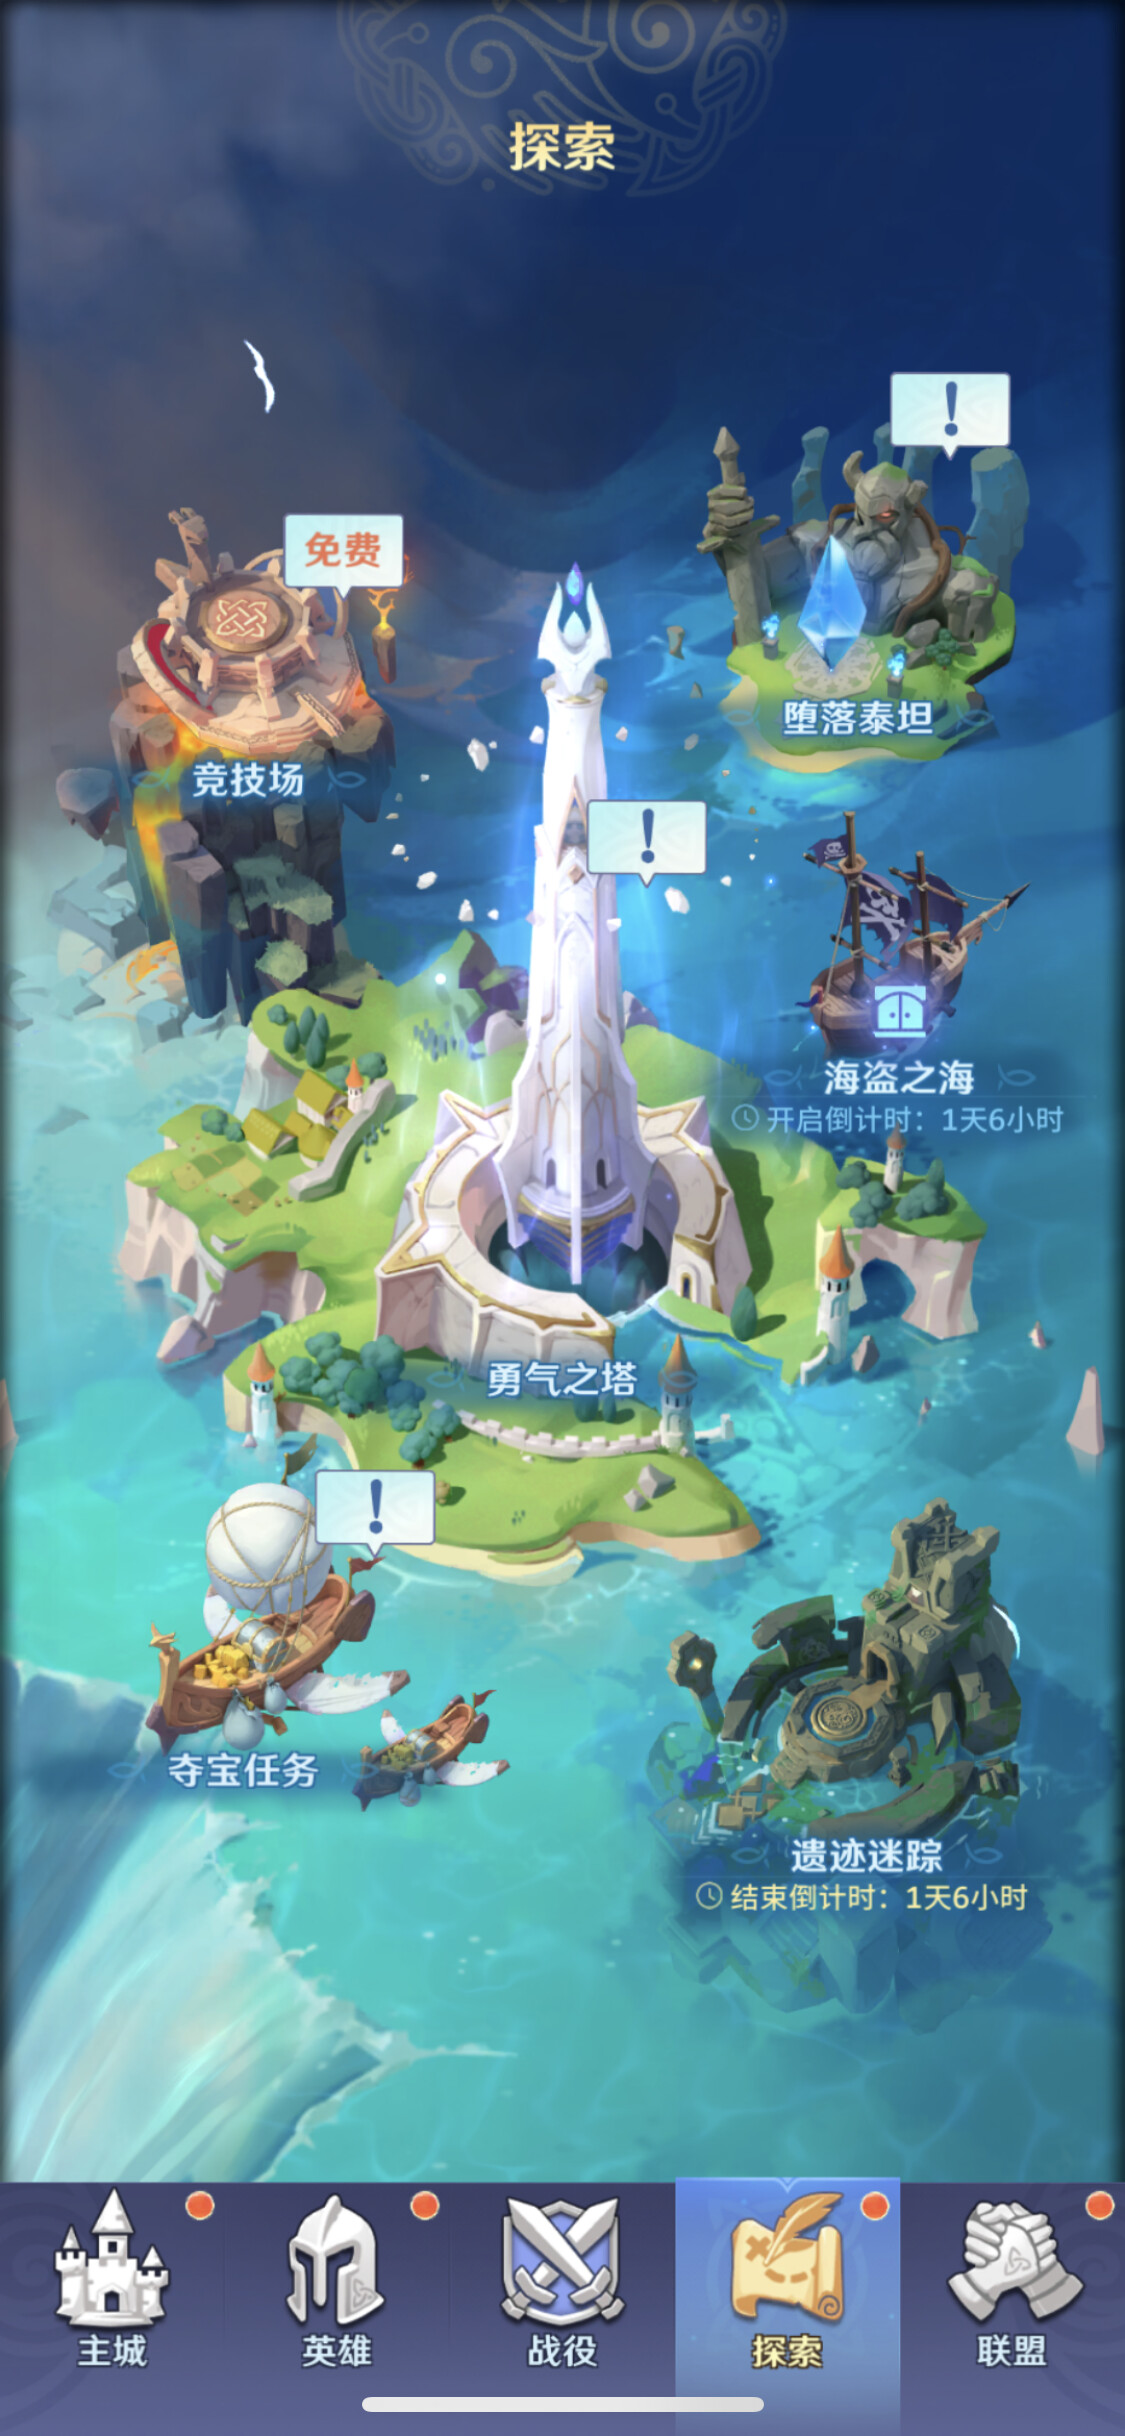 探索
!
免费
堕落泰坦
竞技场
!
海盗之海
开启倒计时：1天6小时
勇气之塔
!
夺宝任务
遗迹迷踪
结束倒计时：1天6小时
主城
英雄
战役
探索
联盟